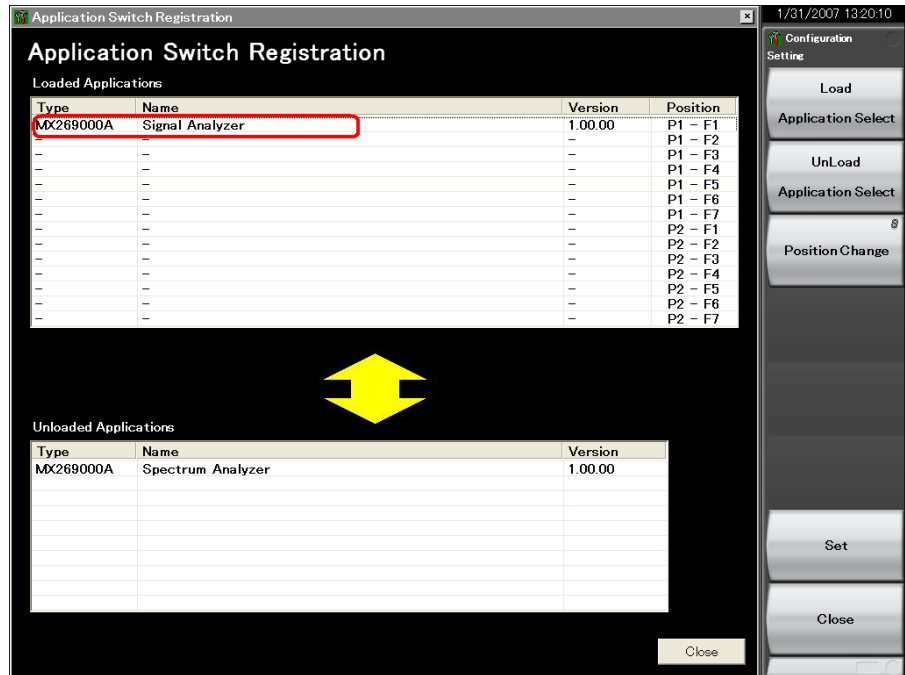 Application Switch Registration
1/31/2007 13:20:10
Application Switch Registration
Loaded Applications
Type Name Version Position
MX269000A Signal Analyzer 1.00.00 P1 - F1
- - - P1 - F2
- - - P1 - F3
- - - P1 - F4
- - - P1 - F5
- - - P1 - F6
- - - P1 - F7
- - - P2 - F1
- - - P2 - F2
- - - P2 - F3
- - - P2 - F4
- - - P2 - F5
- - - P2 - F6
- - - P2 - F7
Unloaded Applications
Type Name Version
MX269000A Spectrum Analyzer 1.00.00
Close
Configuration
Setting
Load
Application Select
UnLoad
Application Select
8
Position Change
Set
Close